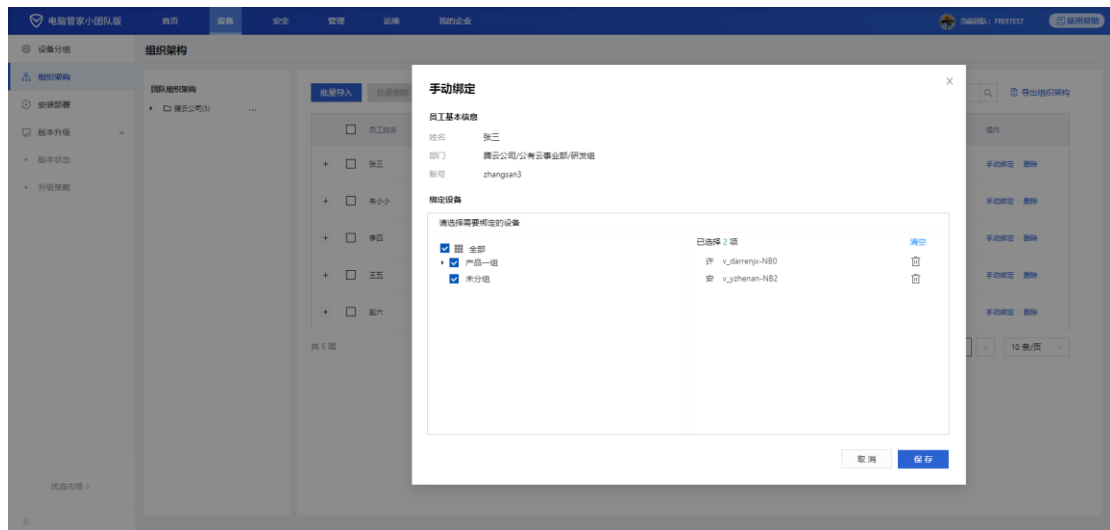 电脑管家小团队版 首页 设备 安全 管理 运维 我的企业 当前团队：FREETEST 使用帮助
设备分组
组织架构
安装部署
版本升级
版本状态
升级策略
优选市场 >
组织架构
团队组织架构
腾云公司(5) ...
批量导入 批量删除 导出组织架构
员工姓名 操作
张三 手动绑定 删除
朱小小 手动绑定 删除
李四 手动绑定 删除
王五 手动绑定 删除
赵六 手动绑定 删除
共 5 项 10 条/页
手动绑定
员工基本信息
姓名 张三
部门 腾云公司/公有云事业部/研发组
账号 zhangsan3
绑定设备
请选择需要绑定的设备
全部
产品一组
未分组
已选择 2 项 清空
许 v_darrenjx-NB0
安 v_yzhenan-NB2
取消 保存